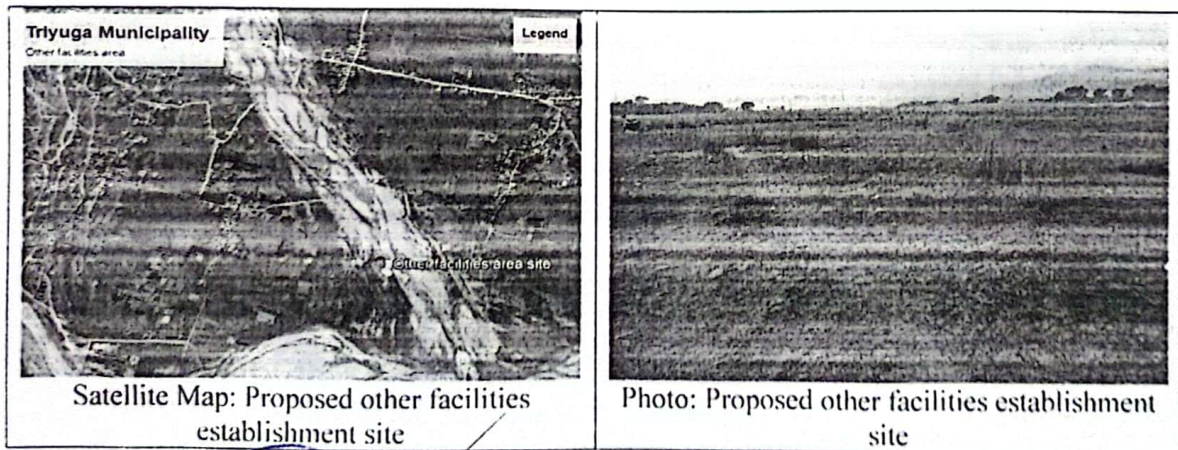 Triyuga Municipality
Other facilities area
Legend
Other facilities area site
Satellite Map: Proposed other facilities
establishment site
Photo: Proposed other facilities establishment
site